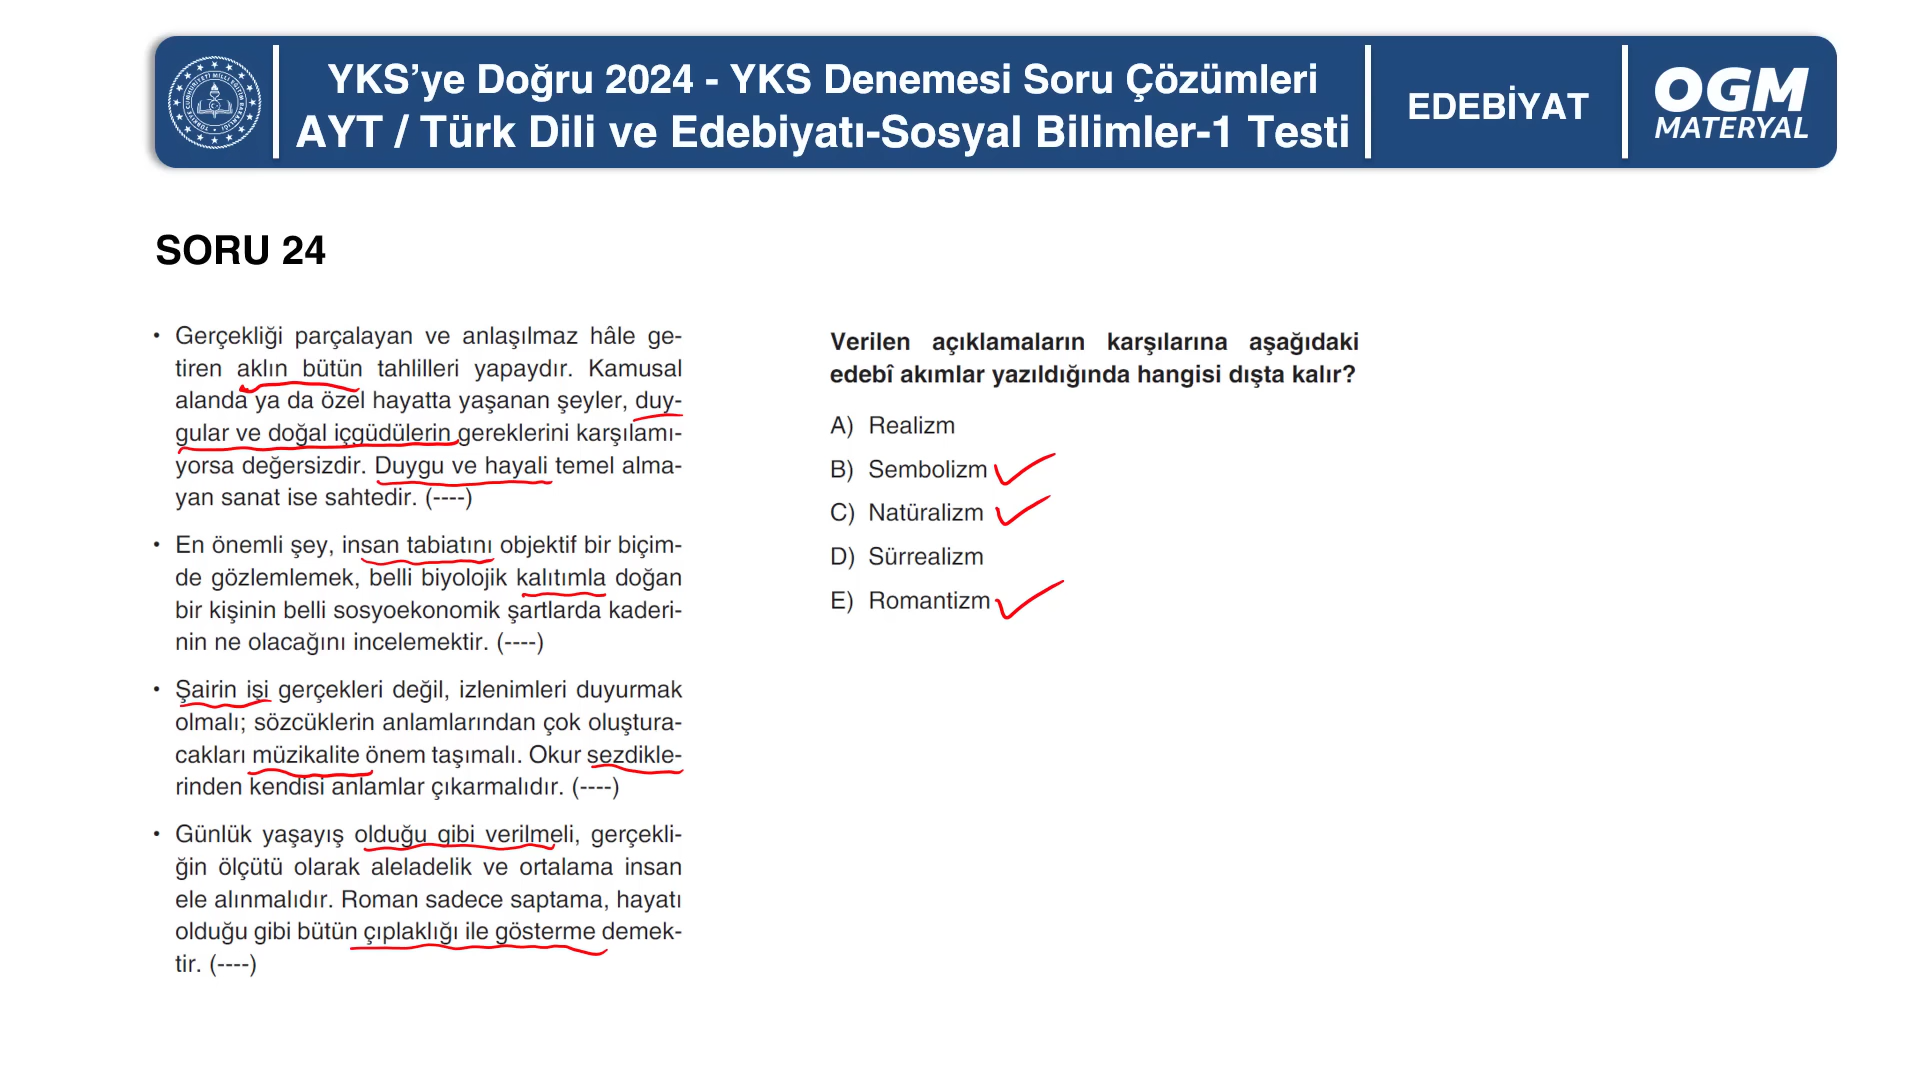 YKS’ye Doğru 2024 - YKS Denemesi Soru Çözümleri
AYT / Türk Dili ve Edebiyatı-Sosyal Bilimler-1 Testi
EDEBİYAT
OGM
MATERYAL
SORU 24
• Gerçekliği parçalayan ve anlaşılmaz hâle ge-
tiren aklın bütün tahlilleri yapaydır. Kamusal
alanda ya da özel hayatta yaşanan şeyler, duy-
gular ve doğal içgüdülerin gereklerini karşılamı-
yorsa değersizdir. Duygu ve hayali temel alma-
yan sanat ise sahtedir. (----)
• En önemli şey, insan tabiatını objektif bir biçim-
de gözlemlemek, belli biyolojik kalıtımla doğan
bir kişinin belli sosyoekonomik şartlarda kaderi-
nin ne olacağını incelemektir. (----)
• Şairin işi gerçekleri değil, izlenimleri duyurmak
olmalı; sözcüklerin anlamlarından çok oluştura-
cakları müzikalite önem taşımalı. Okur sezdikle-
rinden kendisi anlamlar çıkarmalıdır. (----)
• Günlük yaşayış olduğu gibi verilmeli, gerçekli-
ğin ölçütü olarak aleladelik ve ortalama insan
ele alınmalıdır. Roman sadece saptama, hayatı
olduğu gibi bütün çıplaklığı ile gösterme demek-
tir. (----)
Verilen açıklamaların karşılarına aşağıdaki
edebî akımlar yazıldığında hangisi dışta kalır?
A) Realizm
B) Sembolizm
C) Natüralizm
D) Sürrealizm
E) Romantizm